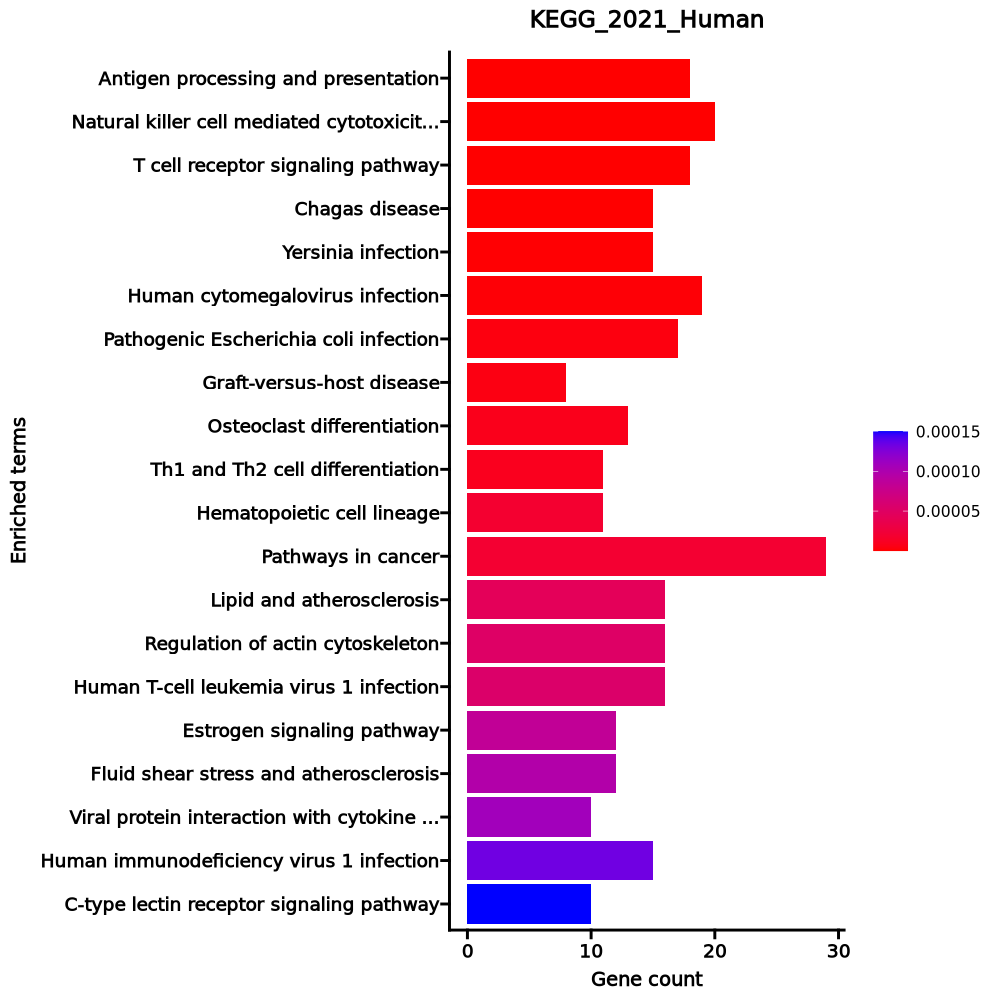 KEGG_2021_Human
Antigen processing and presentation
Natural killer cell mediated cytotoxicit...
T cell receptor signaling pathway
Chagas disease
Yersinia infection
Human cytomegalovirus infection
Pathogenic Escherichia coli infection
Graft-versus-host disease
Osteoclast differentiation
Th1 and Th2 cell differentiation
Hematopoietic cell lineage
Pathways in cancer
Lipid and atherosclerosis
Regulation of actin cytoskeleton
Human T-cell leukemia virus 1 infection
Estrogen signaling pathway
Fluid shear stress and atherosclerosis
Viral protein interaction with cytokine ...
Human immunodeficiency virus 1 infection
C-type lectin receptor signaling pathway
Enriched terms
0 10 20 30
Gene count
0.00015
0.00010
0.00005